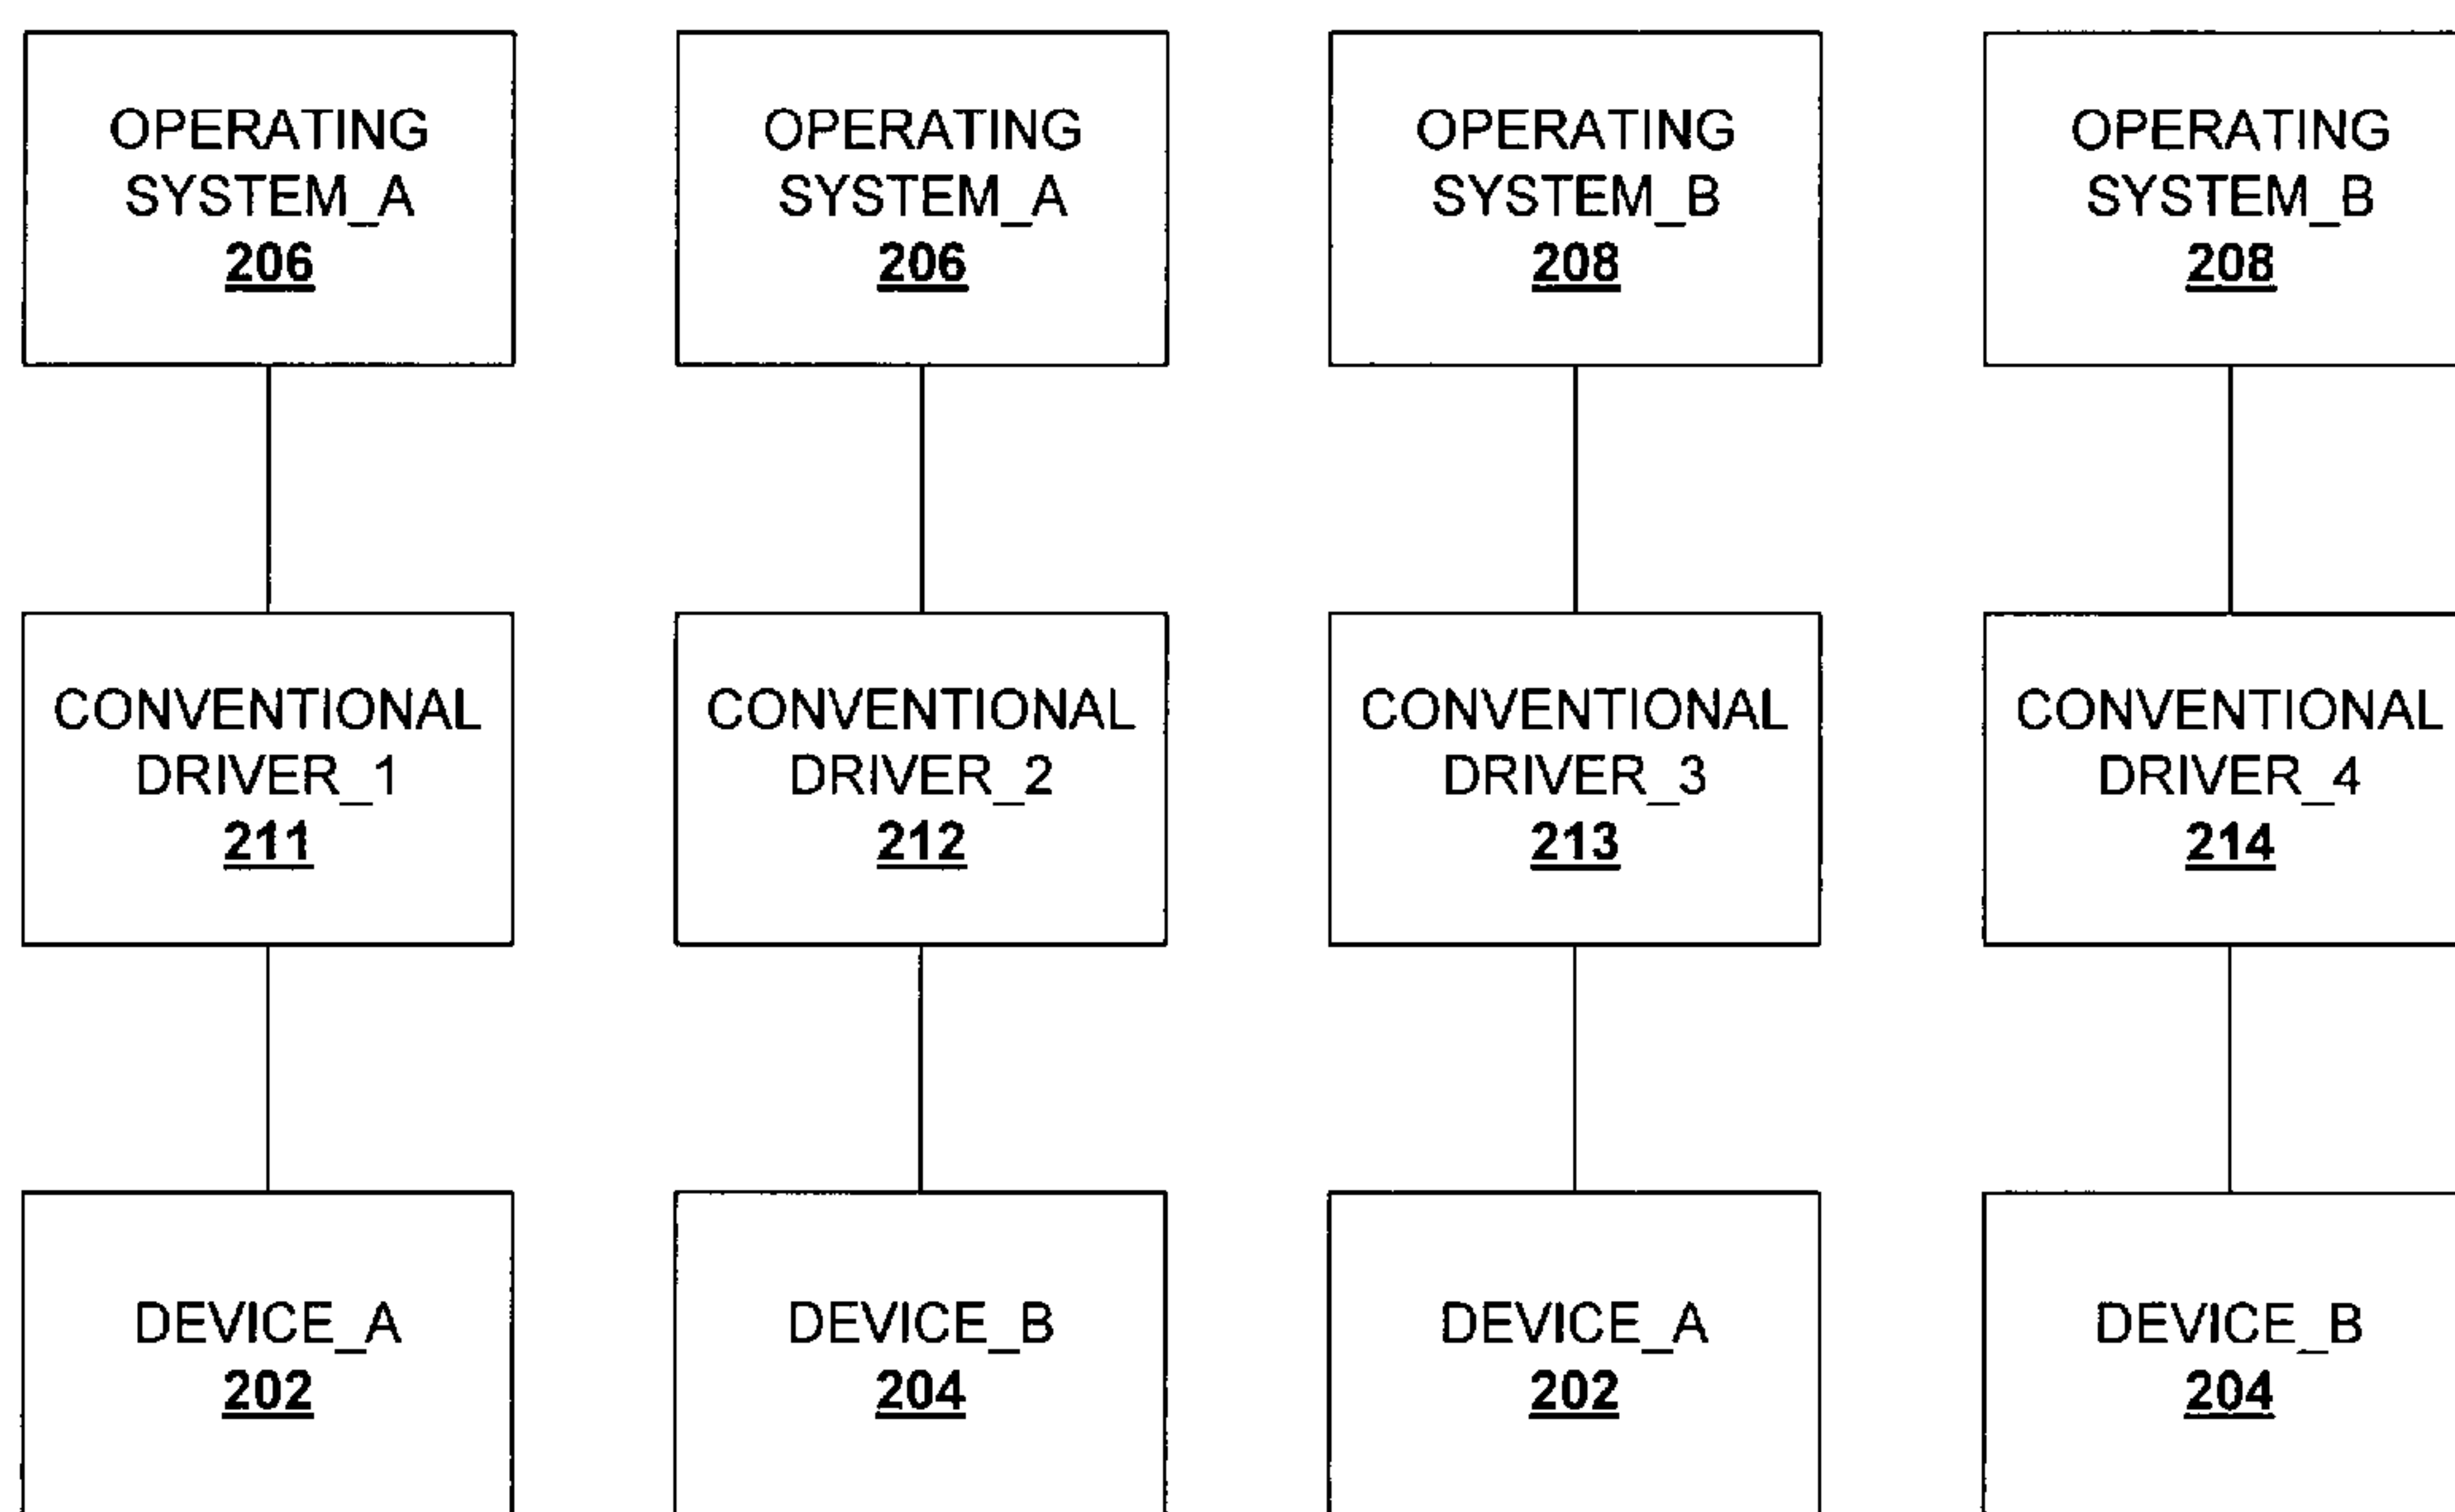 OPERATING
SYSTEM_A
206
OPERATING
SYSTEM_A
206
OPERATING
SYSTEM_B
208
OPERATING
SYSTEM_B
208
CONVENTIONAL
DRIVER_1
211
CONVENTIONAL
DRIVER_2
212
CONVENTIONAL
DRIVER_3
213
CONVENTIONAL
DRIVER_4
214
DEVICE_A
202
DEVICE_B
204
DEVICE_A
202
DEVICE_B
204